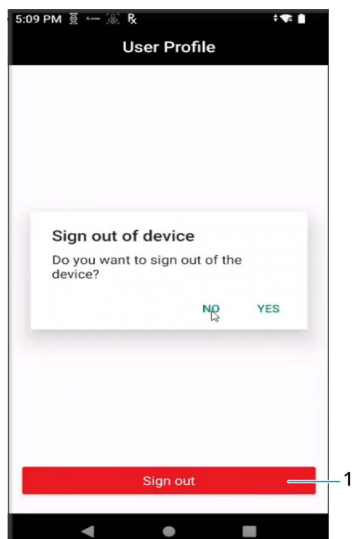 5:09 PM
User Profile
Sign out of device
Do you want to sign out of the
device?
NO YES
Sign out
1